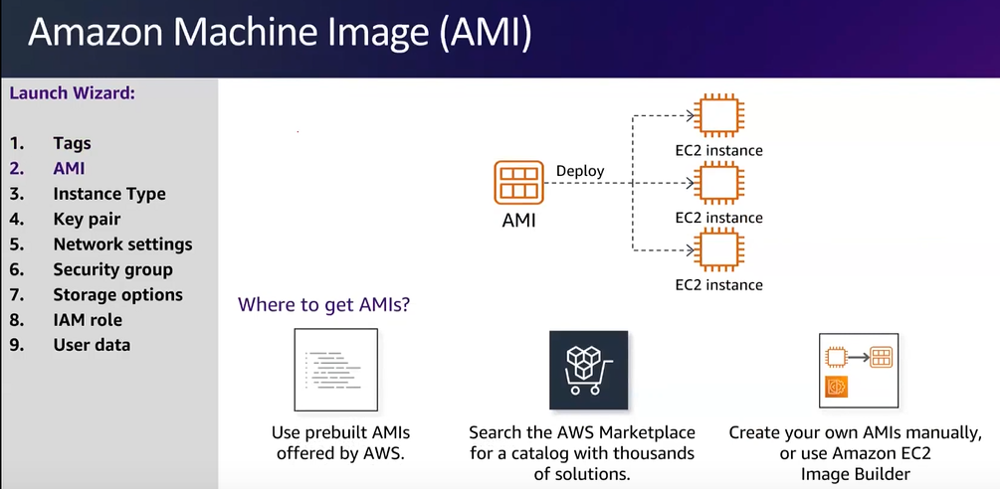 Amazon Machine Image (AMI)
Launch Wizard:
1. Tags
2. AMI
3. Instance Type
4. Key pair
5. Network settings
6. Security group
7. Storage options
8. IAM role
9. User data
AMI
Deploy
EC2 instance
EC2 instance
EC2 instance
Where to get AMIs?
Use prebuilt AMIs
offered by AWS.
Search the AWS Marketplace
for a catalog with thousands
of solutions.
Create your own AMIs manually,
or use Amazon EC2
Image Builder